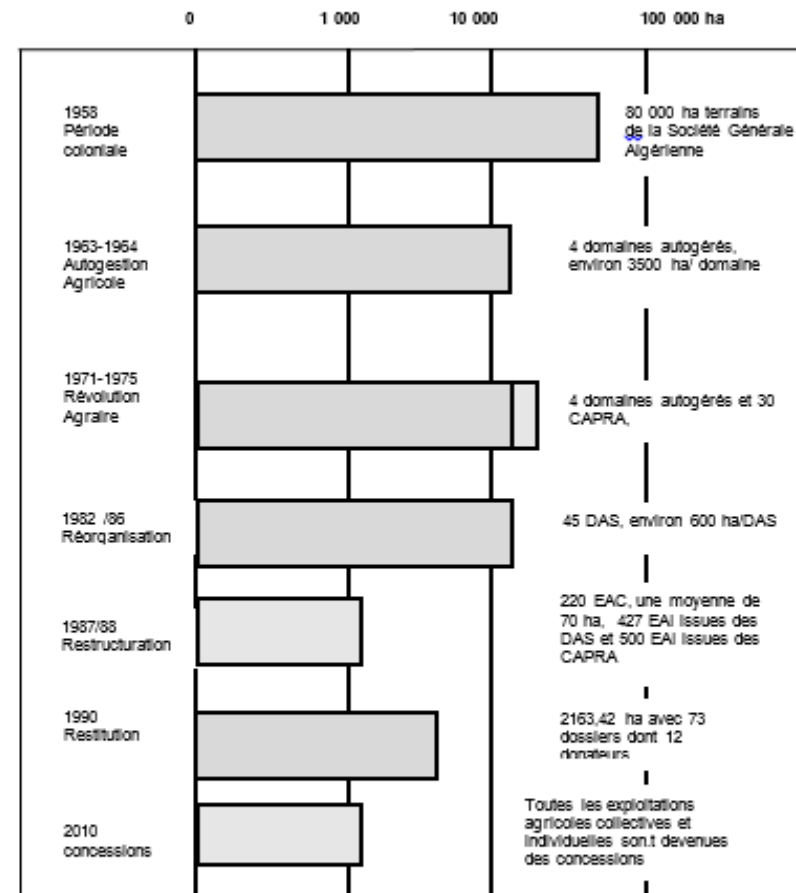 0 1 000 10 000 100 000 ha
1958
Période
coloniale
80 000 ha terrains
de la Société Générale
Algérienne
1963-1964
Autogestion
Agricole
4 domaines autogérés,
environ 3500 ha/ domaine
1971-1975
Révolution
Agraire
4 domaines autogérés et 30
CAPRA,
1982 /86
Réorganisation
45 DAS, environ 600 ha/DAS
1987/88
Restructuration
220 EAC, une moyenne de
70 ha, 427 EAI issues des
DAS et 500 EAI issues des
CAPRA
1990
Restitution
2163,42 ha avec 73
dossiers dont 12
donateurs
2010
concessions
Toutes les exploitations
agricoles collectives et
individuelles son.t devenues
des concessions